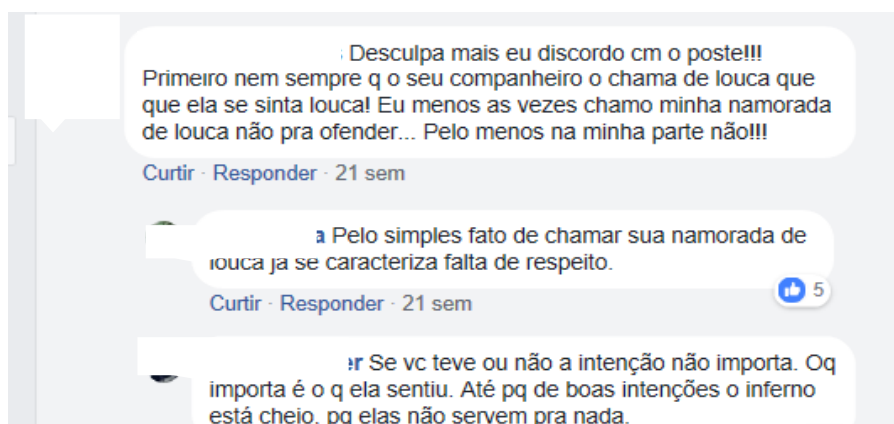 Desculpa mais eu discordo cm o poste!!!
Primeiro nem sempre q o seu companheiro o chama de louca que
que ela se sinta louca! Eu menos as vezes chamo minha namorada
de louca não pra ofender... Pelo menos na minha parte não!!!
Curtir · Responder · 21 sem
a Pelo simples fato de chamar sua namorada de
louca já se caracteriza falta de respeito.
5
Curtir · Responder · 21 sem
er Se vc teve ou não a intenção não importa. Oq
importa é o q ela sentiu. Até pq de boas intenções o inferno
está cheio, pq elas não servem pra nada.